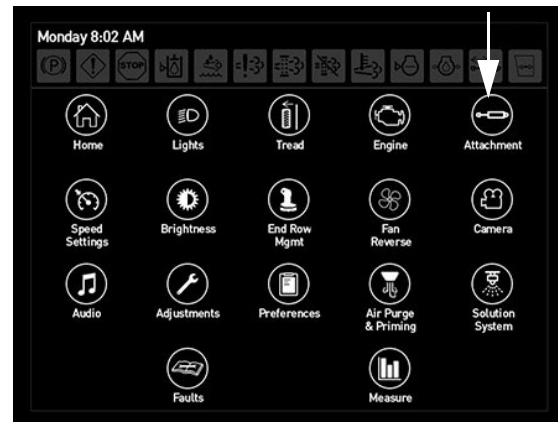 Monday 8:02 AM
P STOP
Home Lights Tread Engine Attachment
Speed Settings Brightness End Row Mgmt Fan Reverse Camera
Audio Adjustments Preferences Air Purge & Priming Solution System
Faults Measure